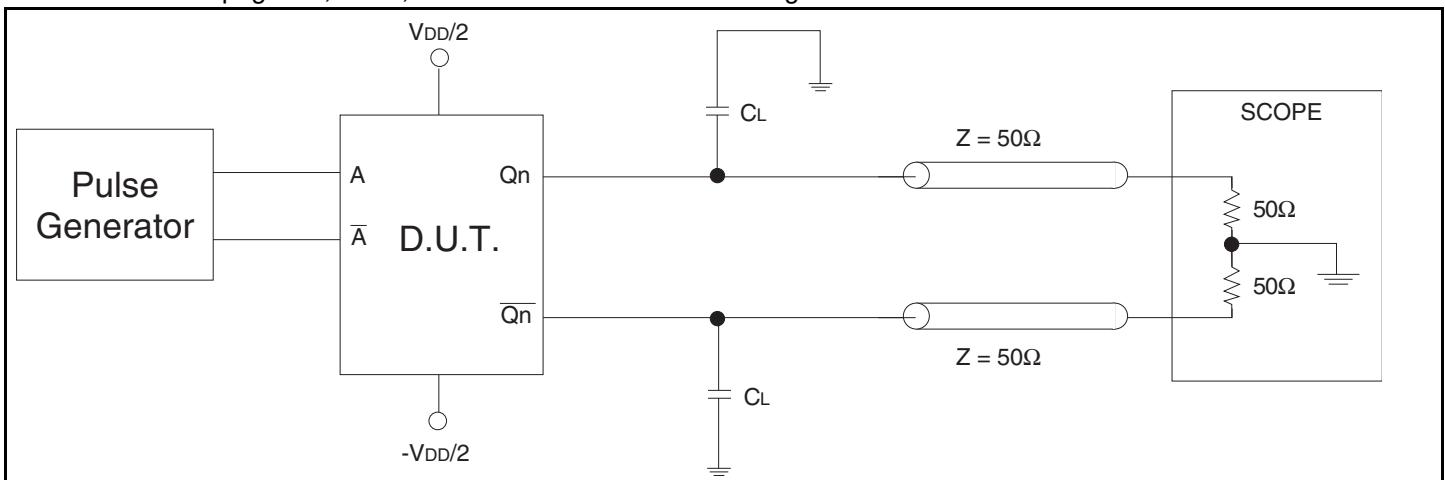 VDD/2
CL
SCOPE
Z = 50Ω
Pulse
Generator
A
Qn
50Ω
A
D.U.T.
50Ω
Qn
Z = 50Ω
CL
-VDD/2